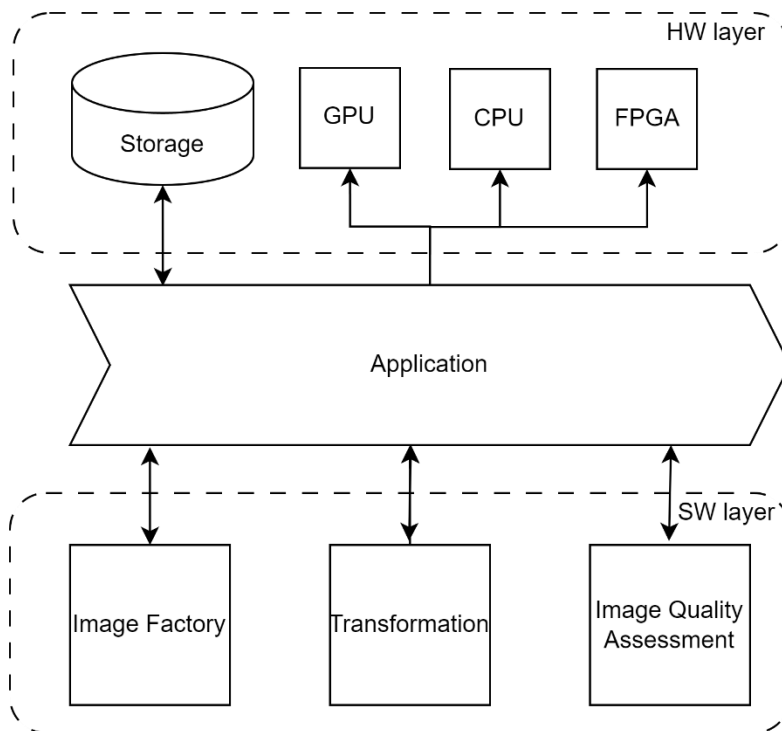 HW layer
Storage
GPU
CPU
FPGA
Application
SW layer
Image Factory
Transformation
Image Quality
Assessment